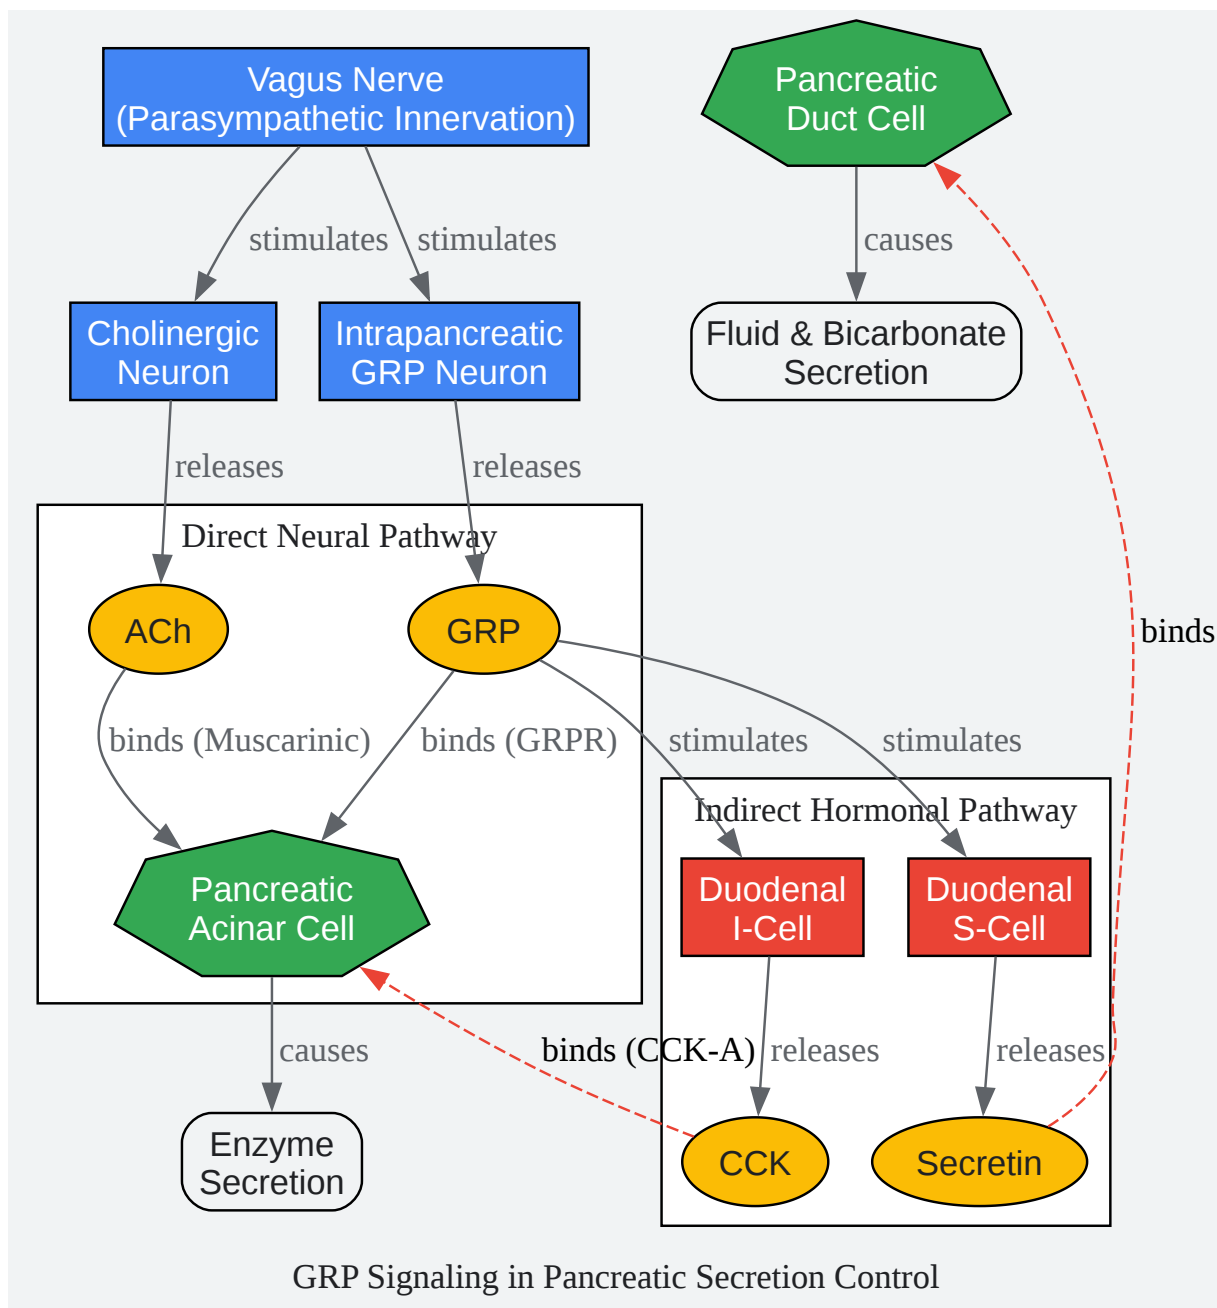 Vagus Nerve
(Parasympathetic Innervation)
Pancreatic
Duct Cell
stimulates
stimulates
causes
Cholinergic
Neuron
Intrapancreatic
GRP Neuron
Fluid & Bicarbonate
Secretion
releases
releases
Direct Neural Pathway
ACh
GRP
binds
binds (Muscarinic)
binds (GRPR)
stimulates
stimulates
Indirect Hormonal Pathway
Pancreatic
Acinar Cell
Duodenal
I-Cell
Duodenal
S-Cell
causes
binds (CCK-A)
releases
releases
Enzyme
Secretion
CCK
Secretin
GRP Signaling in Pancreatic Secretion Control